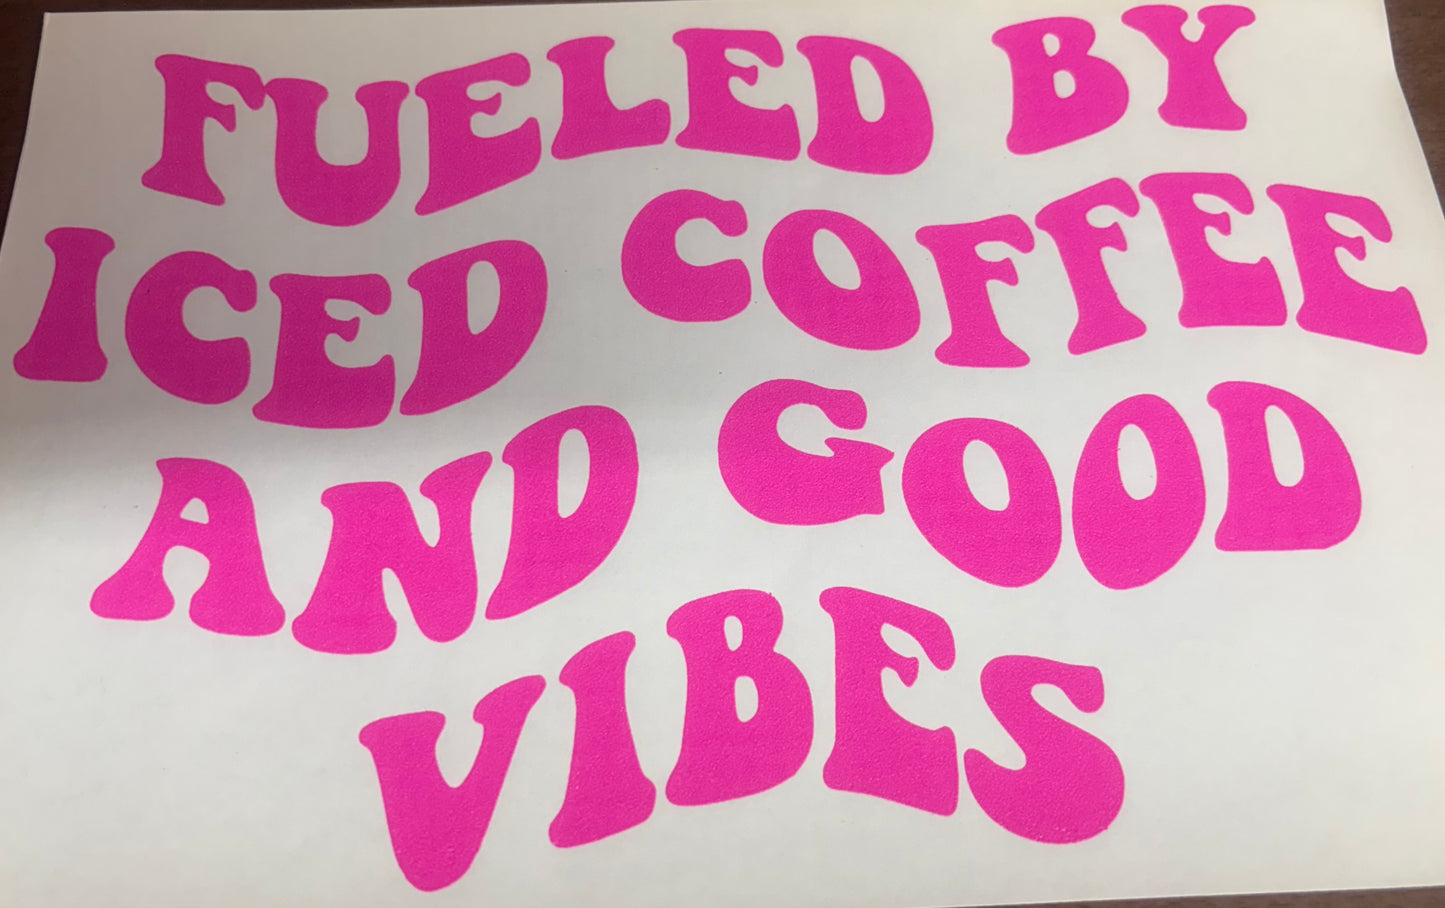 FUELED BY
ICED COFFEE
AND GOOD
VIBES